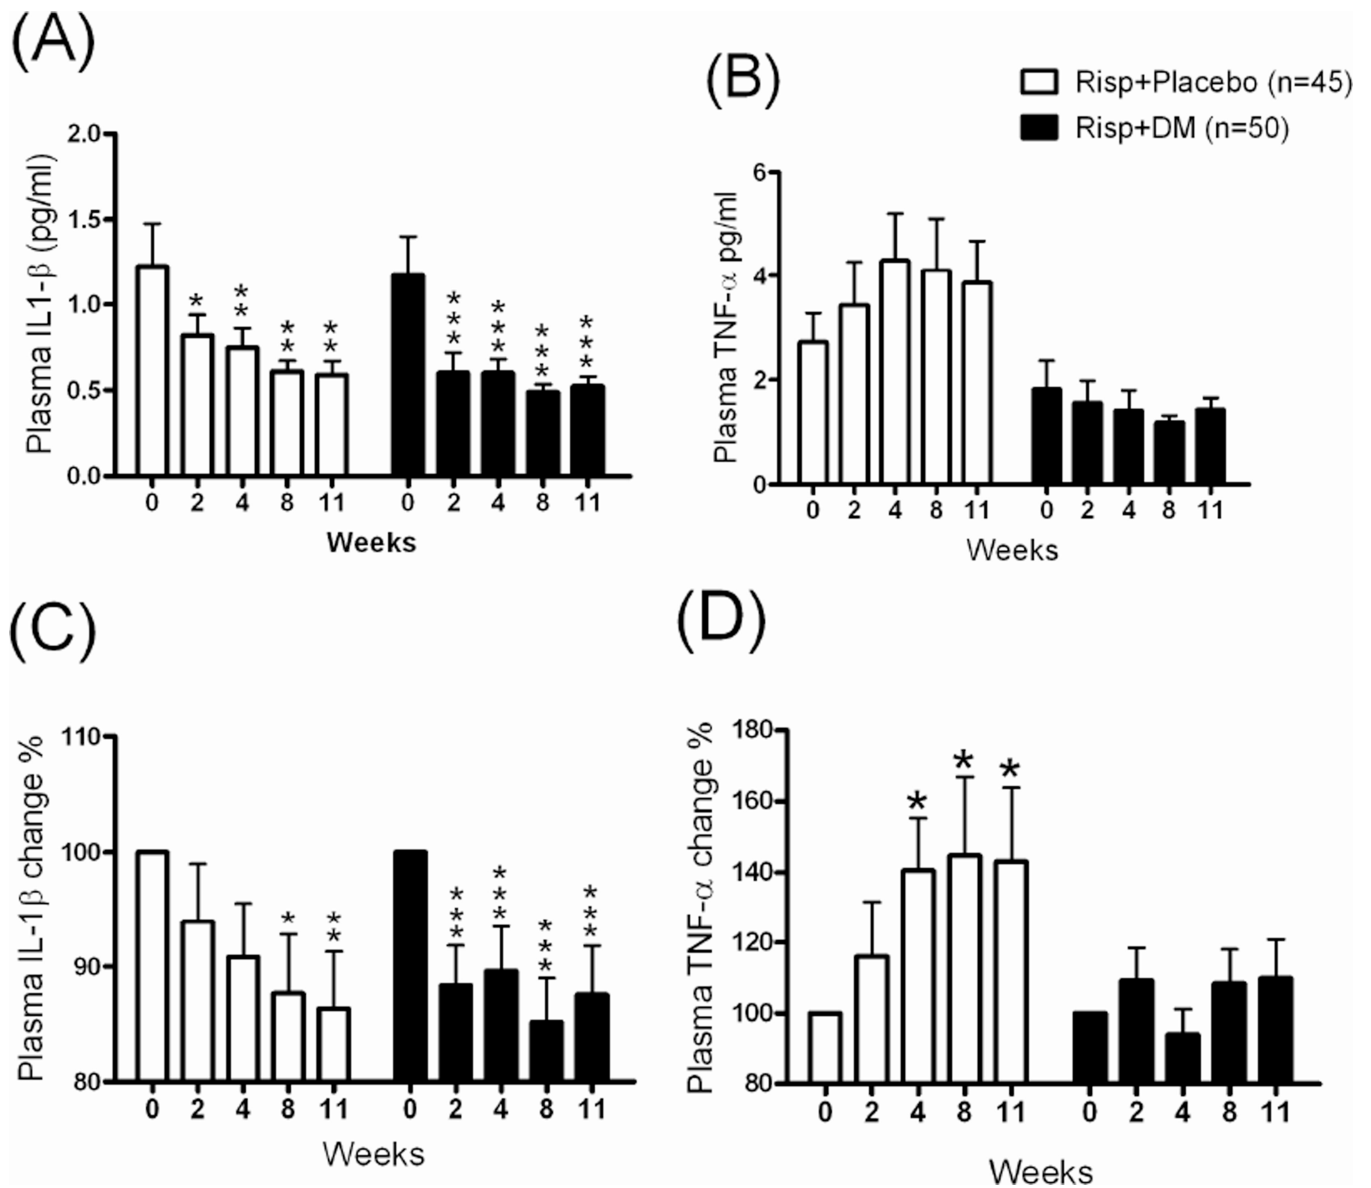 (A)
Plasma IL1-β (pg/ml)
2.0
1.5
1.0
0.5
0.0
* ** ** ** *** *** *** ***
0 2 4 8 11 0 2 4 8 11
Weeks
(B)
Risp+Placebo (n=45)
Risp+DM (n=50)
Plasma TNF-α pg/ml
6
4
2
0
0 2 4 8 11 0 2 4 8 11
Weeks
(C)
Plasma IL-1β change %
110
100
90
80
* ** *** *** *** ***
0 2 4 8 11 0 2 4 8 11
Weeks
(D)
Plasma TNF-α change %
180
160
140
120
100
80
* * *
0 2 4 8 11 0 2 4 8 11
Weeks